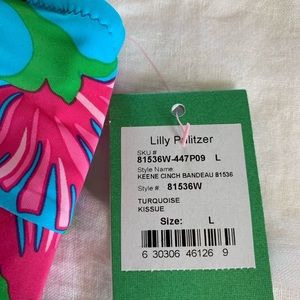 Lilly Pulitzer
SKU #
81536W-447P09 L
Style Name:
KEENE CINCH BANDEAU 81536
Style #: 81536W
TURQUOISE
KISSUE
Size: L
6 30306 46126 9